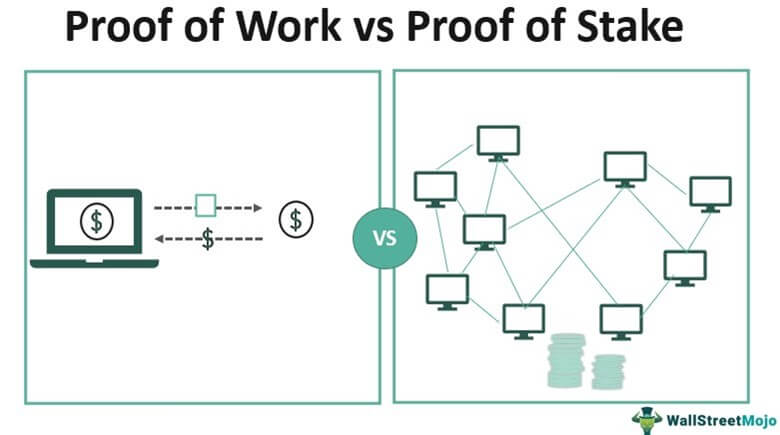 Proof of Work vs Proof of Stake
$
$
$
VS
WallStreetMojo